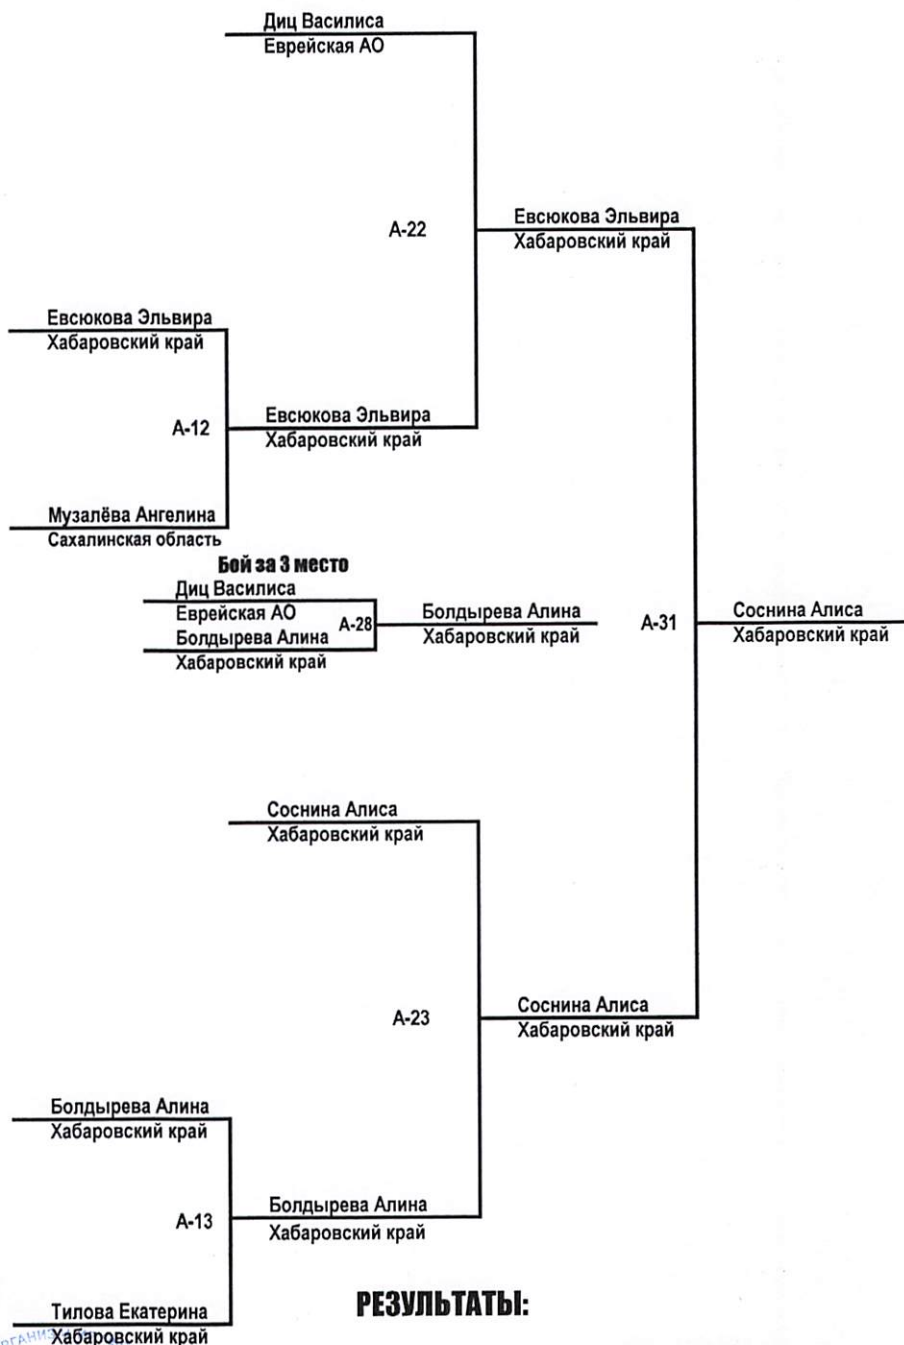 Диц Василиса
Еврейская АО
А-22
Евсюкова Эльвира
Хабаровский край
Евсюкова Эльвира
Хабаровский край
А-12
Евсюкова Эльвира
Хабаровский край
Музалёва Ангелина
Сахалинская область
Бой за 3 место
Диц Василиса
Еврейская АО
А-28
Болдырева Алина
Хабаровский край
Болдырева Алина
Хабаровский край
А-31
Соснина Алиса
Хабаровский край
Соснина Алиса
Хабаровский край
А-23
Соснина Алиса
Хабаровский край
Болдырева Алина
Хабаровский край
А-13
Болдырева Алина
Хабаровский край
РЕЗУЛЬТАТЫ:
Тилова Екатерина
Хабаровский край